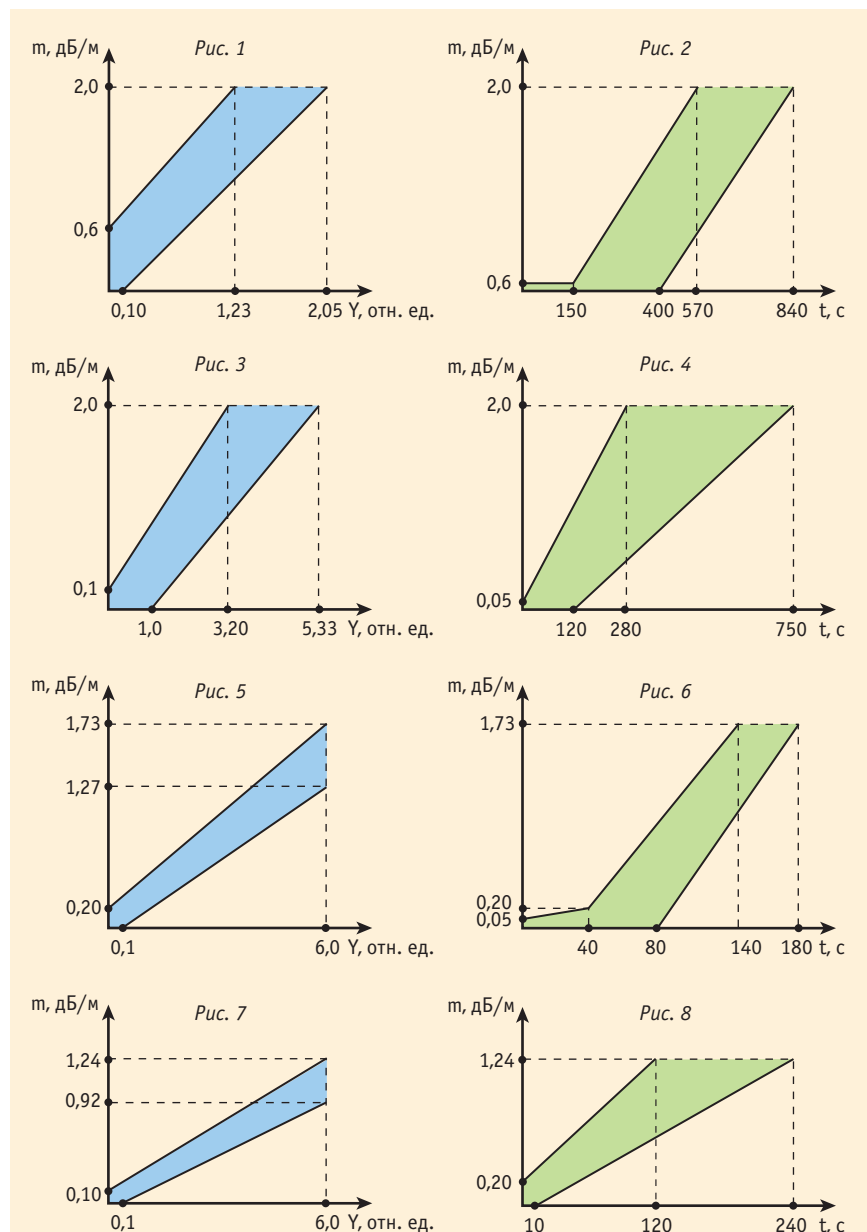 m, дБ/м
Рис. 1
2,0
0,6
0,10 1,23 2,05 Y, отн. ед.
m, дБ/м
Рис. 2
2,0
0,6
150 400 570 840 t, с
m, дБ/м
Рис. 3
2,0
0,1
1,0 3,20 5,33 Y, отн. ед.
m, дБ/м
Рис. 4
2,0
0,05
120 280 750 t, с
m, дБ/м
Рис. 5
1,73
1,27
0,20
0,1 6,0 Y, отн. ед.
m, дБ/м
Рис. 6
1,73
0,20
0,05
40 80 140 180 t, с
m, дБ/м
Рис. 7
1,24
0,92
0,10
0,1 6,0 Y, отн. ед.
m, дБ/м
Рис. 8
1,24
0,20
10 120 240 t, с